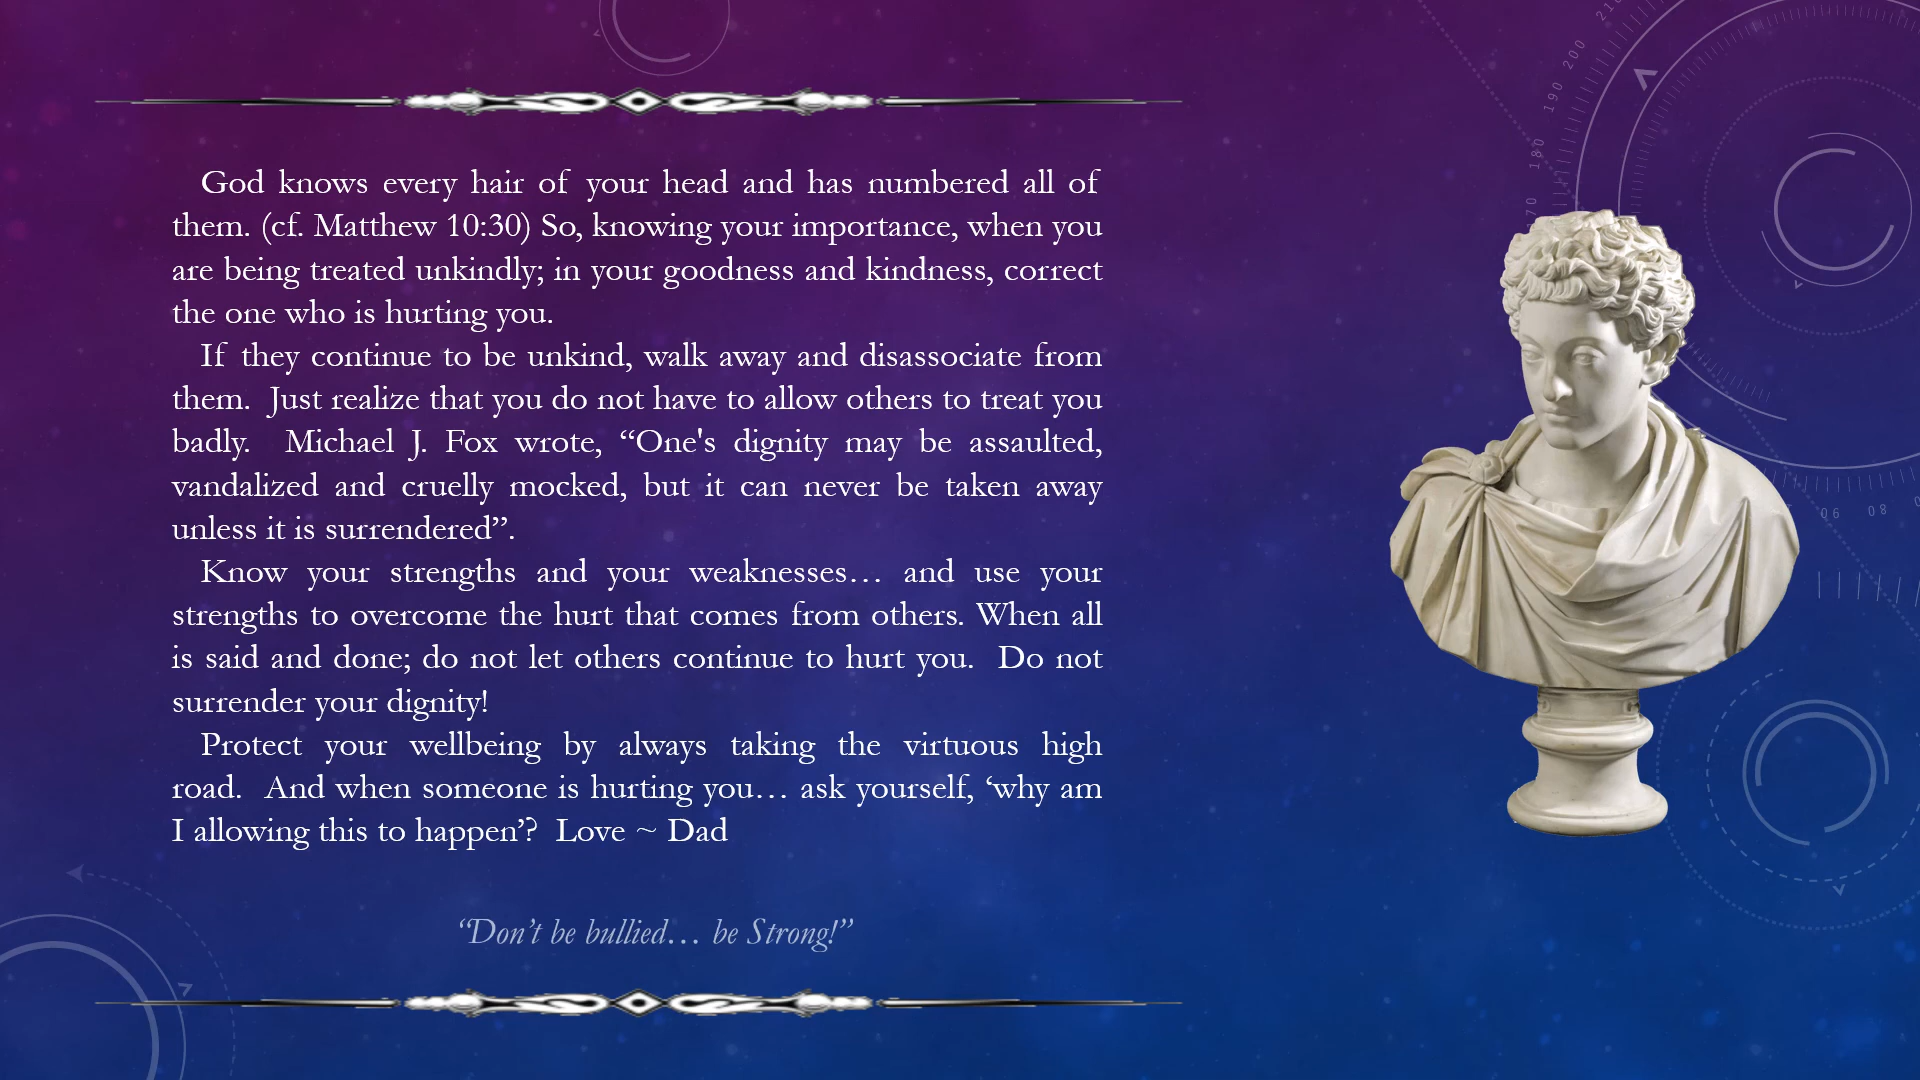 God knows every hair of your head and has numbered all of
them. (cf. Matthew 10:30) So, knowing your importance, when you
are being treated unkindly; in your goodness and kindness, correct
the one who is hurting you.
If they continue to be unkind, walk away and disassociate from
them. Just realize that you do not have to allow others to treat you
badly. Michael J. Fox wrote, “One's dignity may be assaulted,
vandalized and cruelly mocked, but it can never be taken away
unless it is surrendered”.
Know your strengths and your weaknesses… and use your
strengths to overcome the hurt that comes from others. When all
is said and done; do not let others continue to hurt you. Do not
surrender your dignity!
Protect your wellbeing by always taking the virtuous high
road. And when someone is hurting you… ask yourself, ‘why am
I allowing this to happen’? Love ~ Dad
“Don’t be bullied… be Strong!”
210
200
190
180
90
80